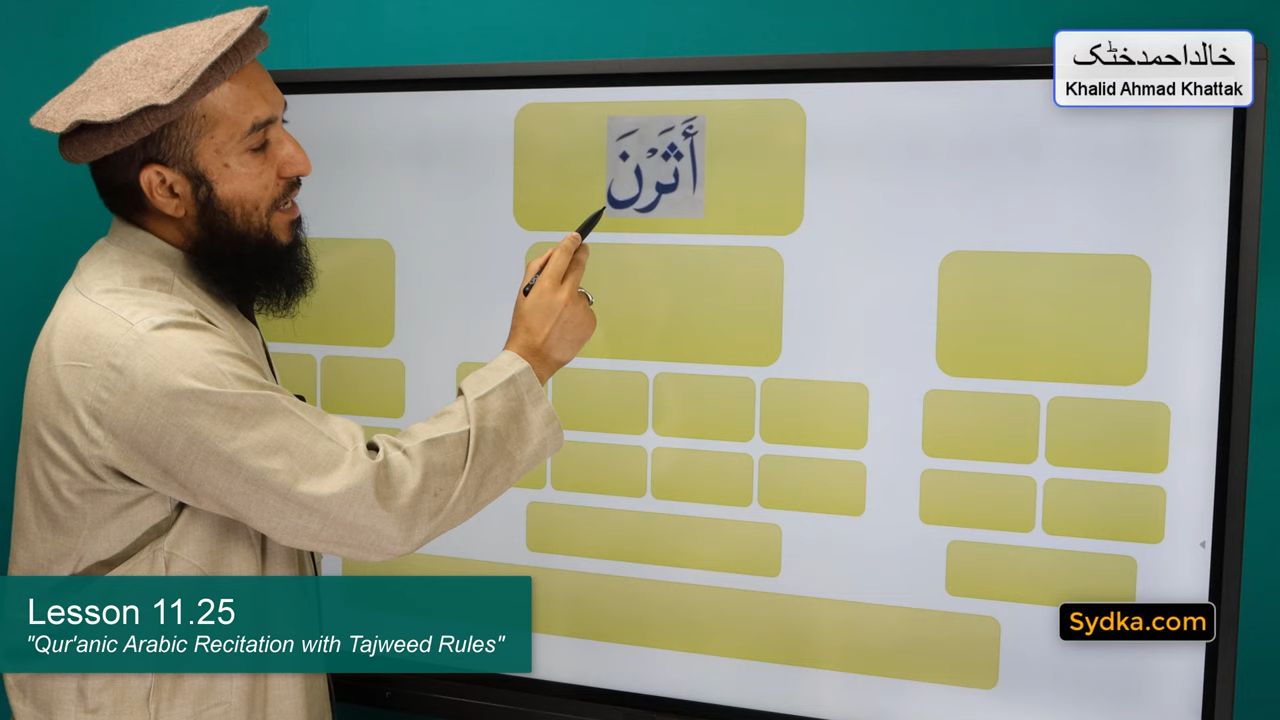 خالداحمدخٹک
Khalid Ahmad Khattak
أَثَرْنَ
Lesson 11.25
"Qur'anic Arabic Recitation with Tajweed Rules"
Sydka.com